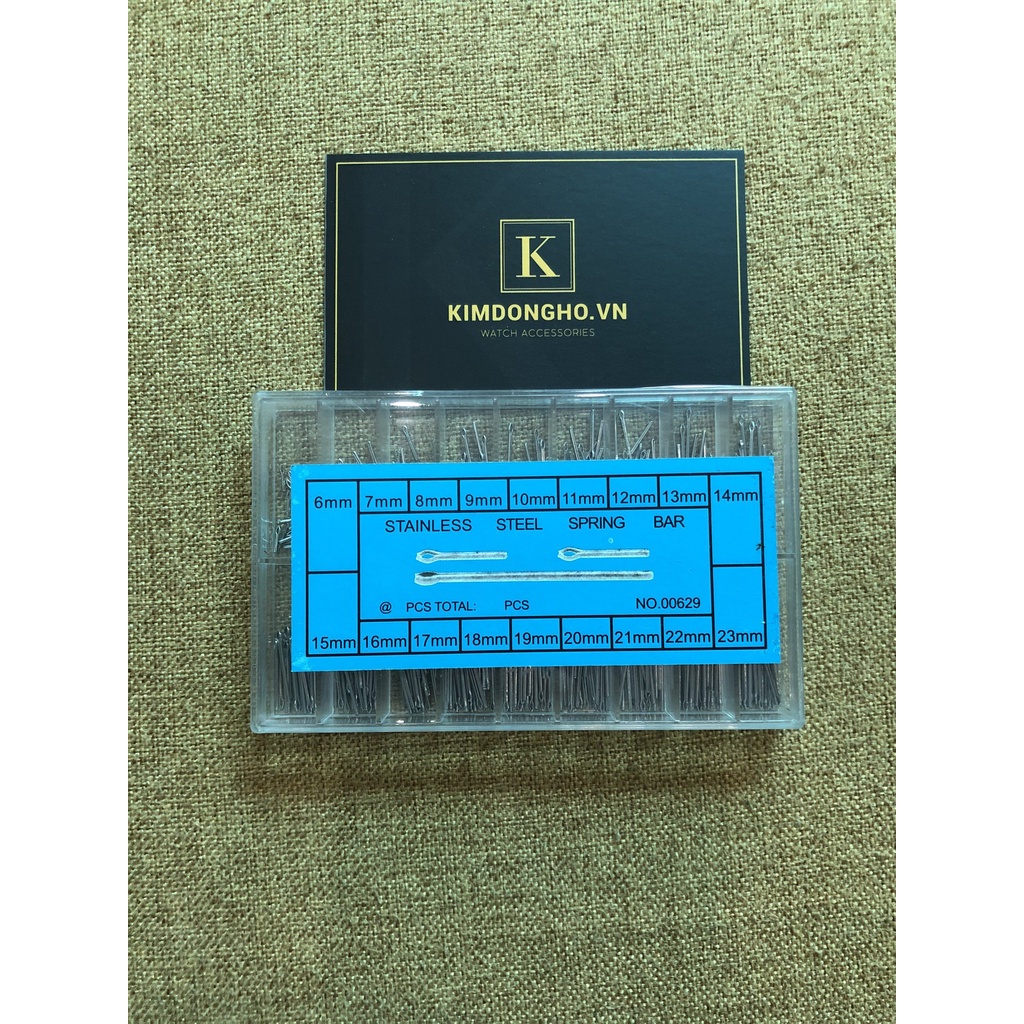 K
KIMDONGHO.VN
WATCH ACCESSORIES
6mm 7mm 8mm 9mm 10mm 11mm 12mm 13mm 14mm
STAINLESS STEEL SPRING BAR
@ PCS TOTAL: PCS NO.00629
15mm 16mm 17mm 18mm 19mm 20mm 21mm 22mm 23mm